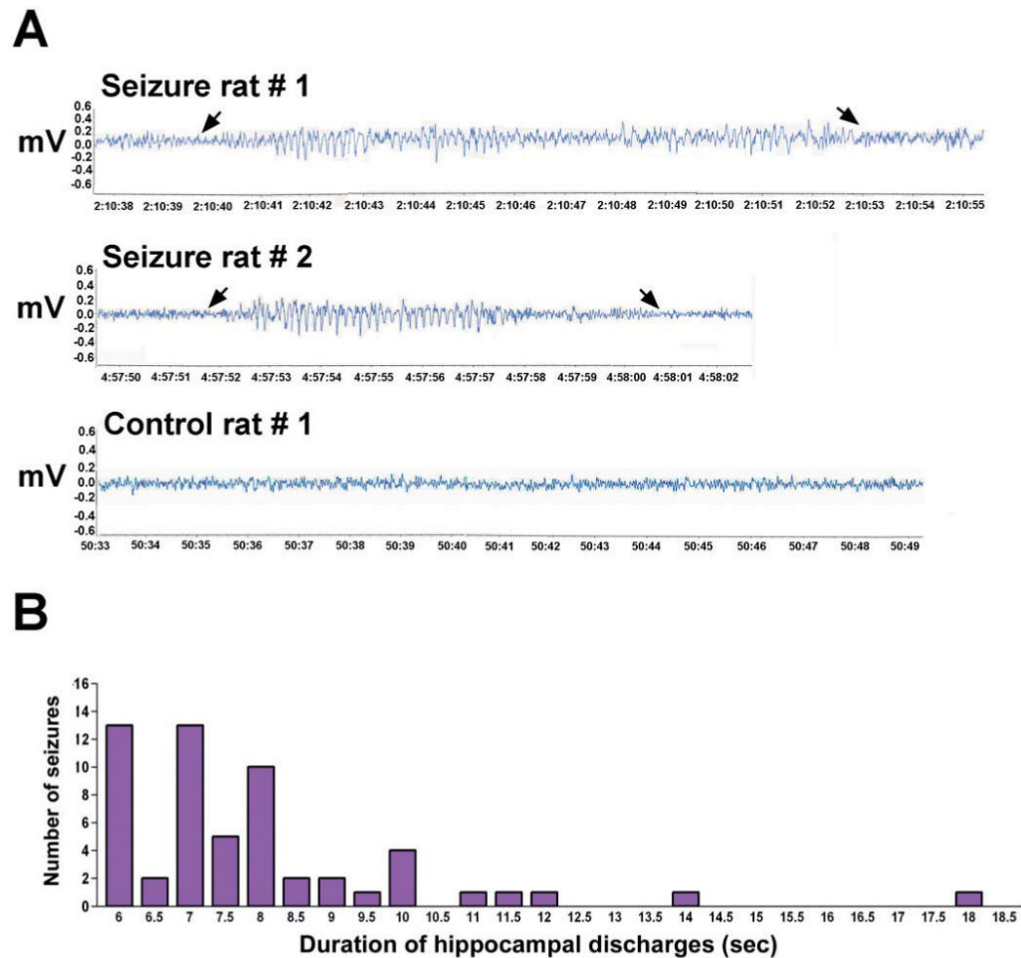 A
Seizure rat # 1
mV
0.6
0.4
0.2
0.0
-0.2
-0.4
-0.6
2:10:38 2:10:39 2:10:40 2:10:41 2:10:42 2:10:43 2:10:44 2:10:45 2:10:46 2:10:47 2:10:48 2:10:49 2:10:50 2:10:51 2:10:52 2:10:53 2:10:54 2:10:55
Seizure rat # 2
mV
0.6
0.4
0.2
0.0
-0.2
-0.4
-0.6
4:57:50 4:57:51 4:57:52 4:57:53 4:57:54 4:57:55 4:57:56 4:57:57 4:57:58 4:57:59 4:58:00 4:58:01 4:58:02
Control rat # 1
mV
0.6
0.4
0.2
0.0
-0.2
-0.4
-0.6
50:33 50:34 50:35 50:36 50:37 50:38 50:39 50:40 50:41 50:42 50:43 50:44 50:45 50:46 50:47 50:48 50:49
B
Number of seizures
16
14
12
10
8
6
4
2
0
6 6.5 7 7.5 8 8.5 9 9.5 10 10.5 11 11.5 12 12.5 13 13.5 14 14.5 15 15.5 16 16.5 17 17.5 18 18.5
Duration of hippocampal discharges (sec)